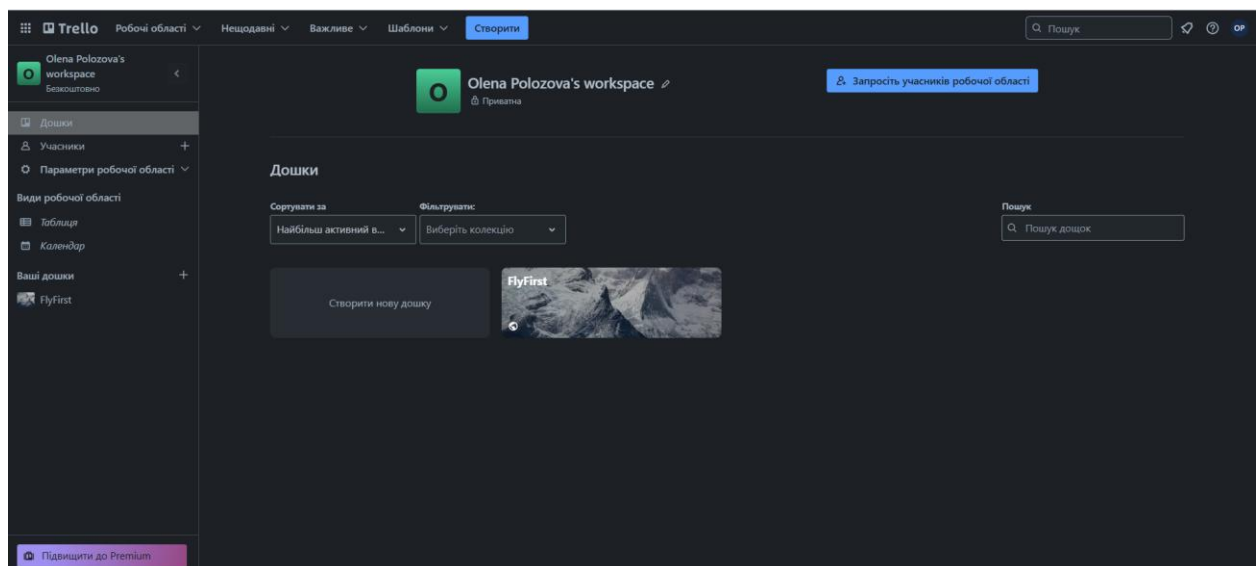 Trello Робочі області Нещодавні Важливе Шаблони Створити Пошук OP
Olena Polozova's
workspace
Безкоштовно
O
Дошки
Учасники
Параметри робочої області
Види робочої області
Таблиця
Календар
Ваші дошки
FlyFirst
Підвищити до Premium
O
Olena Polozova's workspace
Приватна
Запросіть учасників робочої області
Дошки
Сортувати за Фільтрувати: Пошук
Найбільш активний в... Виберіть колекцію Пошук дощок
Створити нову дошку
FlyFirst